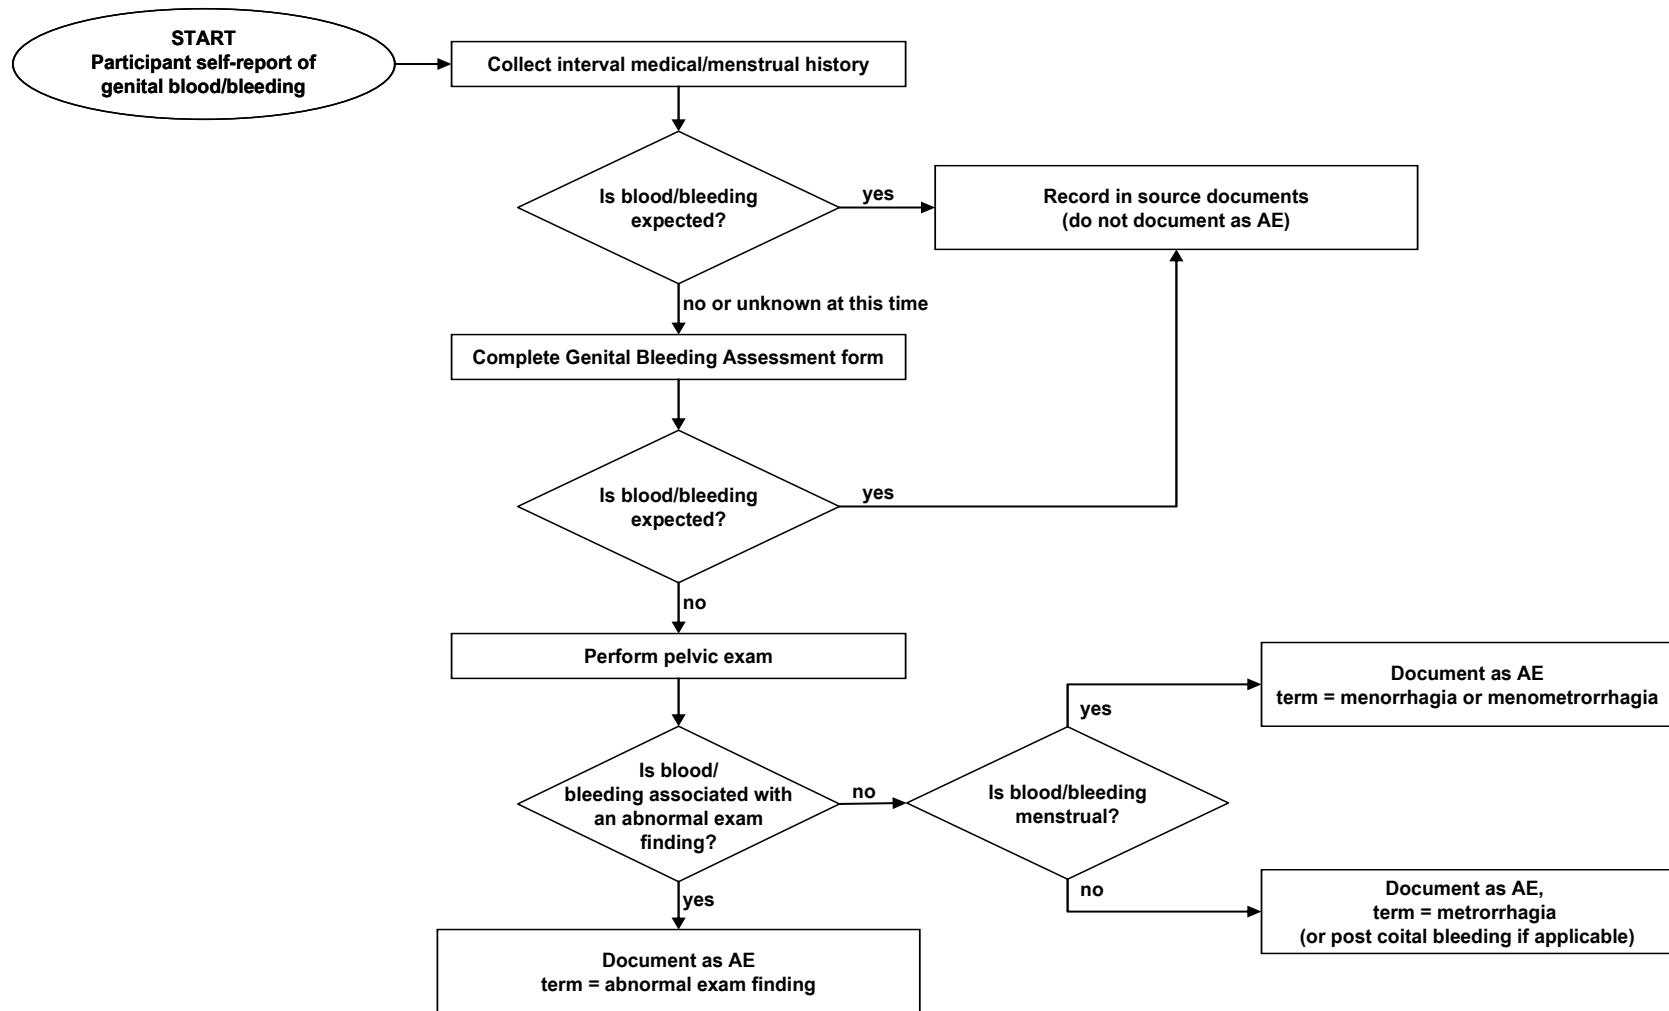 START
Participant self-report of
genital blood/bleeding
Collect interval medical/menstrual history
Is blood/bleeding
expected?
yes
Record in source documents
(do not document as AE)
no or unknown at this time
Complete Genital Bleeding Assessment form
Is blood/bleeding
expected?
yes
no
Perform pelvic exam
Is blood/
bleeding associated with
an abnormal exam
finding?
no
Is blood/bleeding
menstrual?
yes
Document as AE
term = menorrhagia or menometrorrhagia
no
Document as AE,
term = metrorrhagia
(or post coital bleeding if applicable)
yes
Document as AE
term = abnormal exam finding